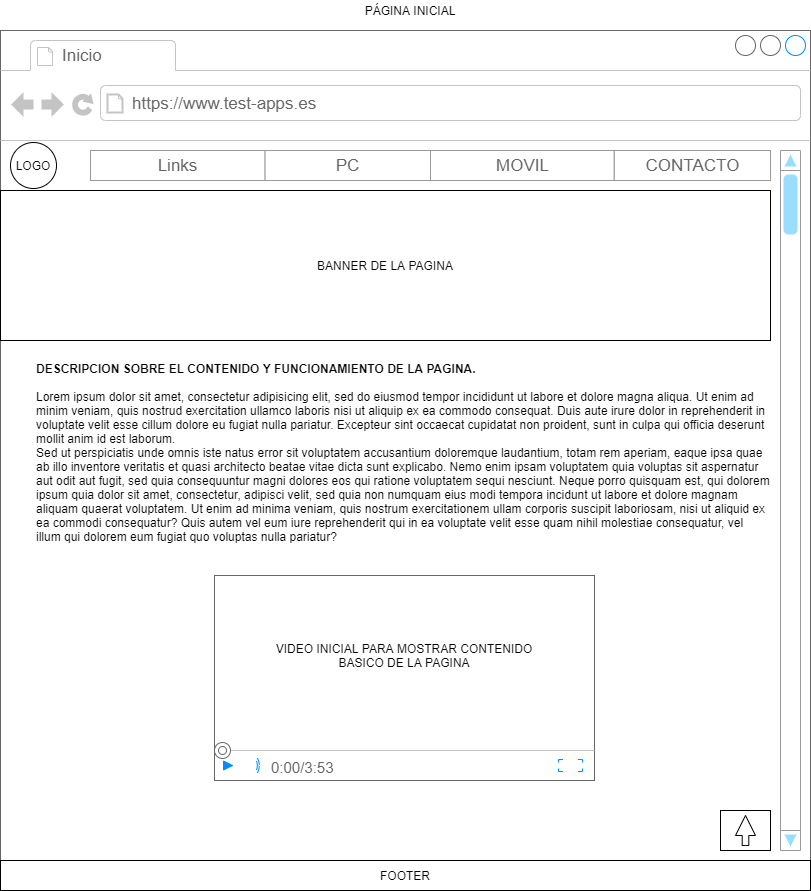 PÁGINA INICIAL
Inicio
https://www.test-apps.es
LOGO
Links PC MOVIL CONTACTO
BANNER DE LA PAGINA
DESCRIPCION SOBRE EL CONTENIDO Y FUNCIONAMIENTO DE LA PAGINA.
Lorem ipsum dolor sit amet, consectetur adipisicing elit, sed do eiusmod tempor incididunt ut labore et dolore magna aliqua. Ut enim ad
minim veniam, quis nostrud exercitation ullamco laboris nisi ut aliquip ex ea commodo consequat. Duis aute irure dolor in reprehenderit in
voluptate velit esse cillum dolore eu fugiat nulla pariatur. Excepteur sint occaecat cupidatat non proident, sunt in culpa qui officia deserunt
mollit anim id est laborum.
Sed ut perspiciatis unde omnis iste natus error sit voluptatem accusantium doloremque laudantium, totam rem aperiam, eaque ipsa quae
ab illo inventore veritatis et quasi architecto beatae vitae dicta sunt explicabo. Nemo enim ipsam voluptatem quia voluptas sit aspernatur
aut odit aut fugit, sed quia consequuntur magni dolores eos qui ratione voluptatem sequi nesciunt. Neque porro quisquam est, qui dolorem
ipsum quia dolor sit amet, consectetur, adipisci velit, sed quia non numquam eius modi tempora incidunt ut labore et dolore magnam
aliquam quaerat voluptatem. Ut enim ad minima veniam, quis nostrum exercitationem ullam corporis suscipit laboriosam, nisi ut aliquid ex
ea commodi consequatur? Quis autem vel eum iure reprehenderit qui in ea voluptate velit esse quam nihil molestiae consequatur, vel
illum qui dolorem eum fugiat quo voluptas nulla pariatur?
VIDEO INICIAL PARA MOSTRAR CONTENIDO
BASICO DE LA PAGINA
0:00/3:53
FOOTER